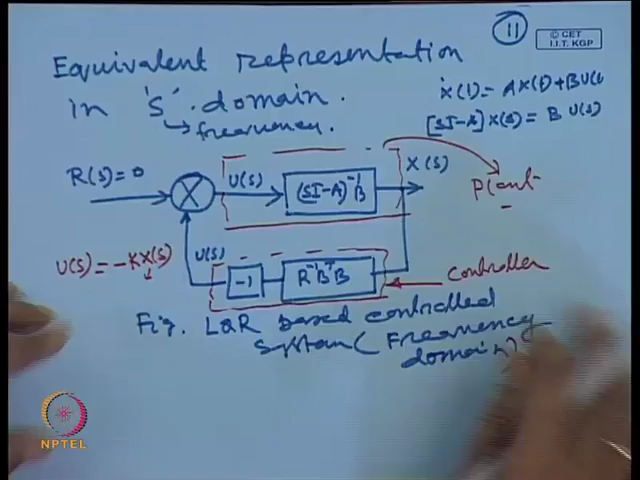 11
© CET
I.I.T. KGP
Equivalent representation
in 's' domain.
frequency.
Ẋ(t) = AX(t) + BU(t
[SI-A] X(s) = B U(s)
R(s) = 0
U(s)
(SI-A)⁻¹B
X(s)
Plant
U(s) = -KX(s)
U(s)
-1
R⁻¹BᵀB
Controller
Fig. LQR based controlled
system (Frequency
domain)
NPTEL